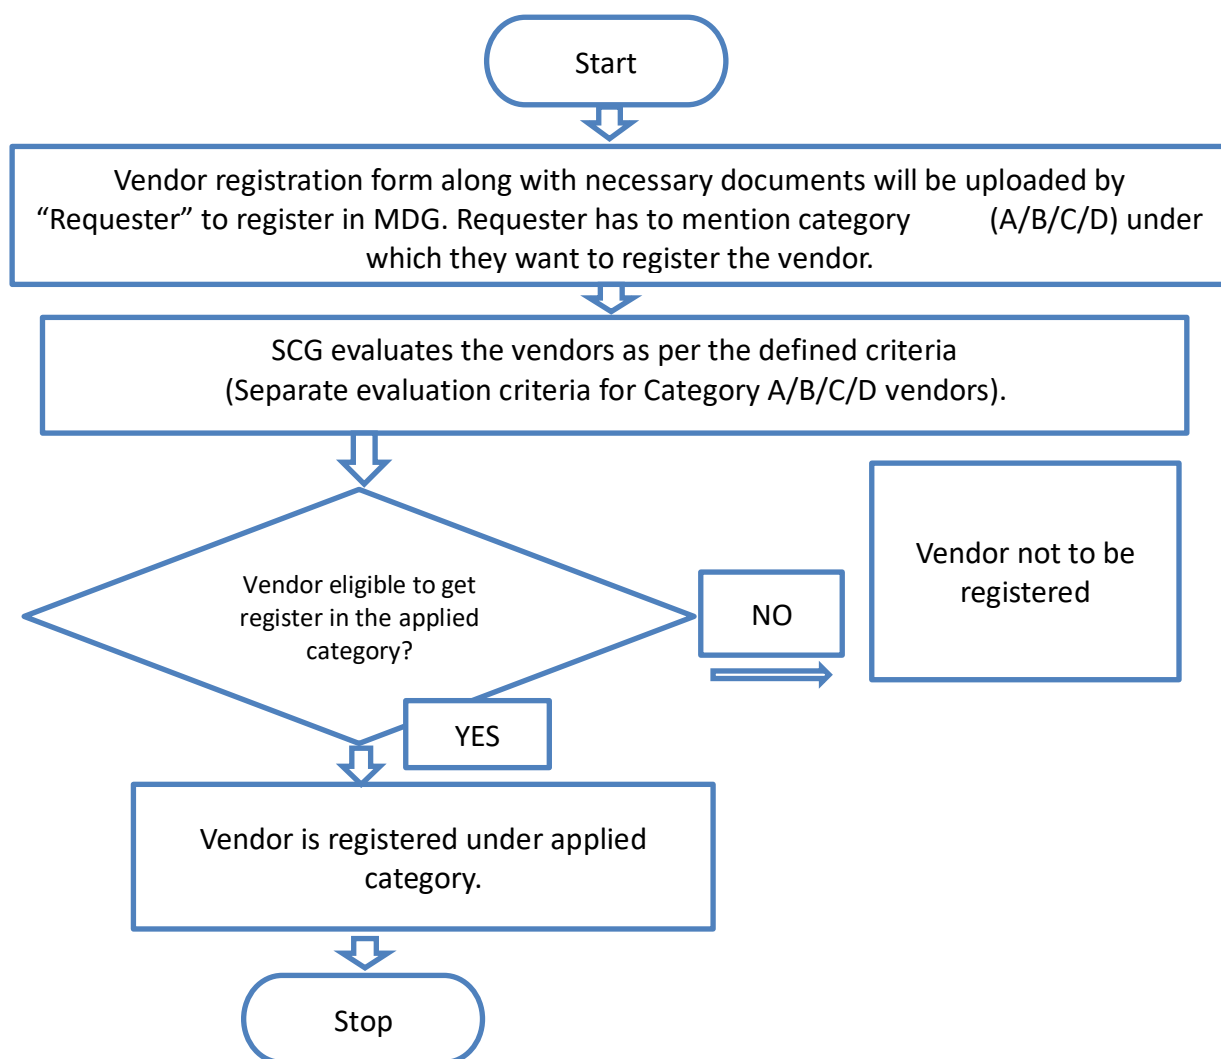 Start
Vendor registration form along with necessary documents will be uploaded by
“Requester” to register in MDG. Requester has to mention category (A/B/C/D) under
which they want to register the vendor.
SCG evaluates the vendors as per the defined criteria
(Separate evaluation criteria for Category A/B/C/D vendors).
Vendor eligible to get
register in the applied
category?
NO
Vendor not to be
registered
YES
Vendor is registered under applied
category.
Stop